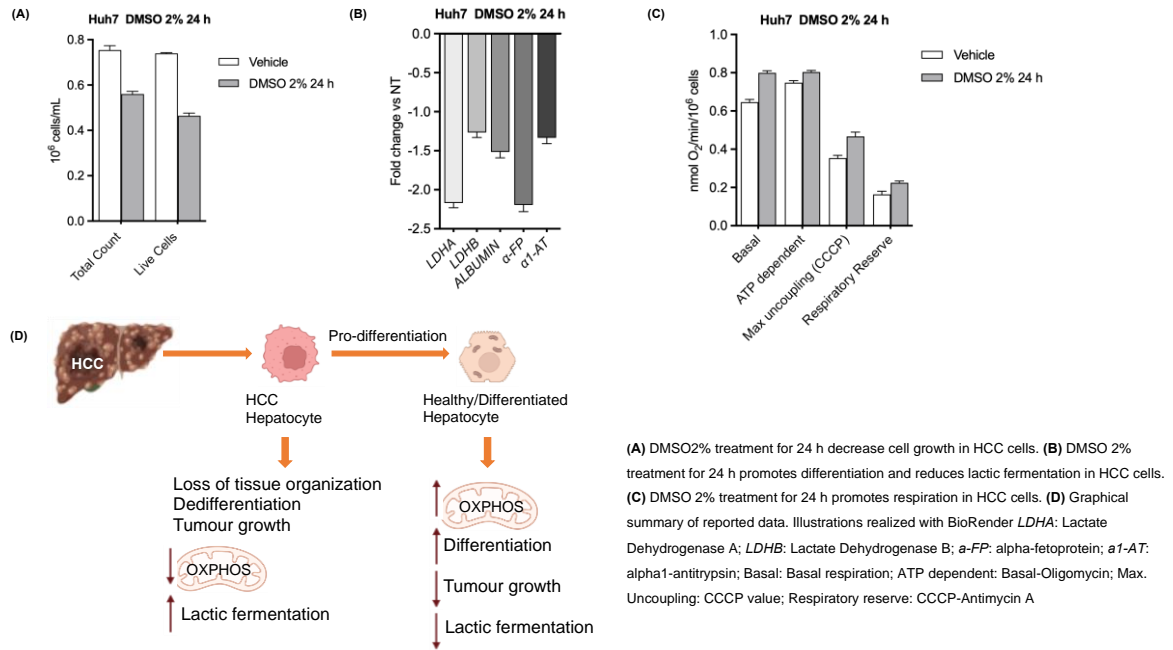 (A)
Huh7 DMSO 2% 24 h
0.8
0.6
0.4
0.2
0.0
10⁶ cells/mL
Total Count
Live Cells
Vehicle
DMSO 2% 24 h
(B)
Huh7 DMSO 2% 24 h
0.0
-0.5
-1.0
-1.5
-2.0
-2.5
Fold change vs NT
LDHA
LDHB
ALBUMIN
α-FP
α1-AT
(C)
Huh7 DMSO 2% 24 h
1.0
0.8
0.6
0.4
0.2
0.0
nmol O₂/min/10⁶ cells
Basal
ATP dependent
Max uncoupling (CCCP)
Respiratory Reserve
Vehicle
DMSO 2% 24 h
(D)
HCC
Pro-differentiation
HCC
Hepatocyte
Healthy/Differentiated
Hepatocyte
Loss of tissue organization
Dedifferentiation
Tumour growth
OXPHOS
Lactic fermentation
OXPHOS
Differentiation
Tumour growth
Lactic fermentation
(A) DMSO2% treatment for 24 h decrease cell growth in HCC cells. (B) DMSO 2%
treatment for 24 h promotes differentiation and reduces lactic fermentation in HCC cells.
(C) DMSO 2% treatment for 24 h promotes respiration in HCC cells. (D) Graphical
summary of reported data. Illustrations realized with BioRender LDHA: Lactate
Dehydrogenase A; LDHB: Lactate Dehydrogenase B; a-FP: alpha-fetoprotein; a1-AT:
alpha1-antitrypsin; Basal: Basal respiration; ATP dependent: Basal-Oligomycin; Max.
Uncoupling: CCCP value; Respiratory reserve: CCCP-Antimycin A